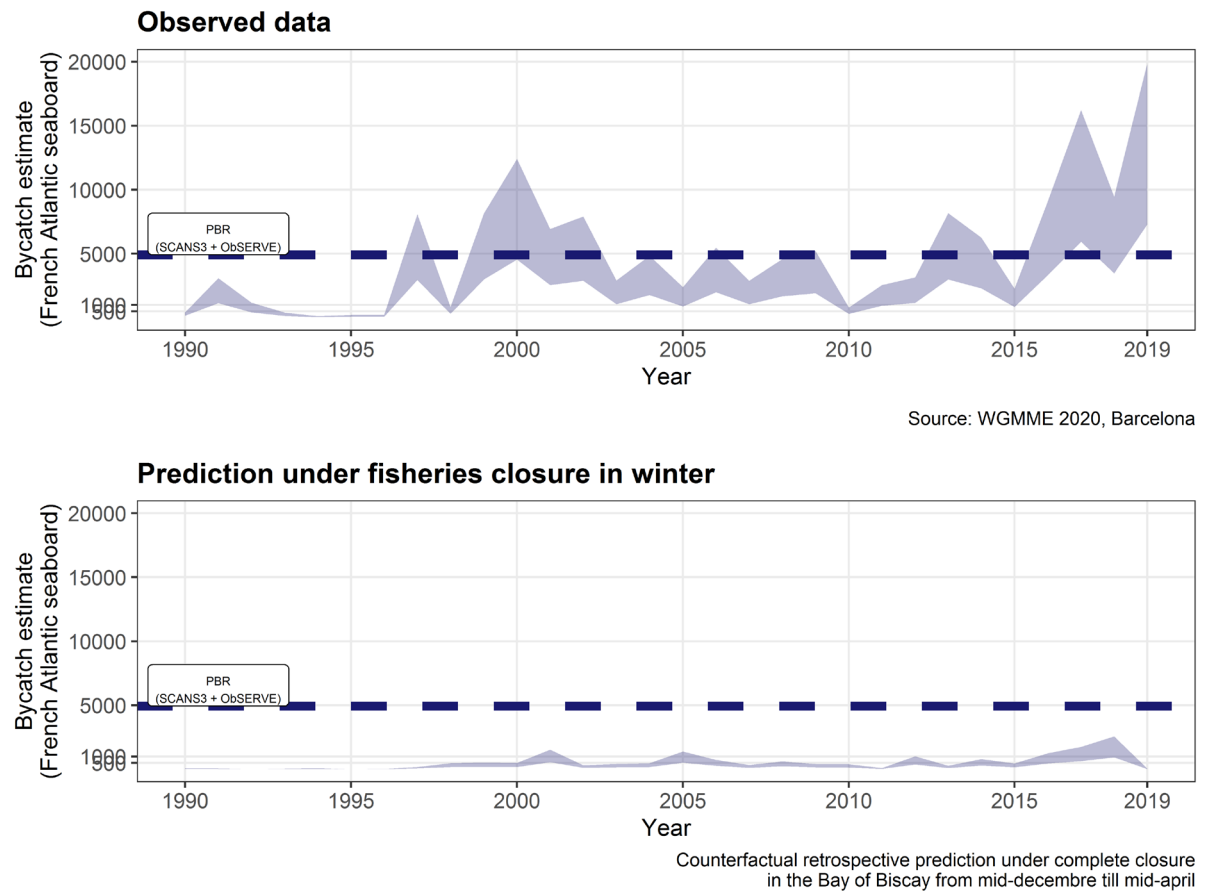 Observed data
Bycatch estimate
(French Atlantic seaboard)
20000
15000
10000
5000
1000
500
PBR
(SCANS3 + ObSERVE)
1990
1995
2000
2005
2010
2015
2019
Year
Source: WGMME 2020, Barcelona
Prediction under fisheries closure in winter
Bycatch estimate
(French Atlantic seaboard)
20000
15000
10000
5000
1000
500
PBR
(SCANS3 + ObSERVE)
1990
1995
2000
2005
2010
2015
2019
Year
Counterfactual retrospective prediction under complete closure
in the Bay of Biscay from mid-decembre till mid-april